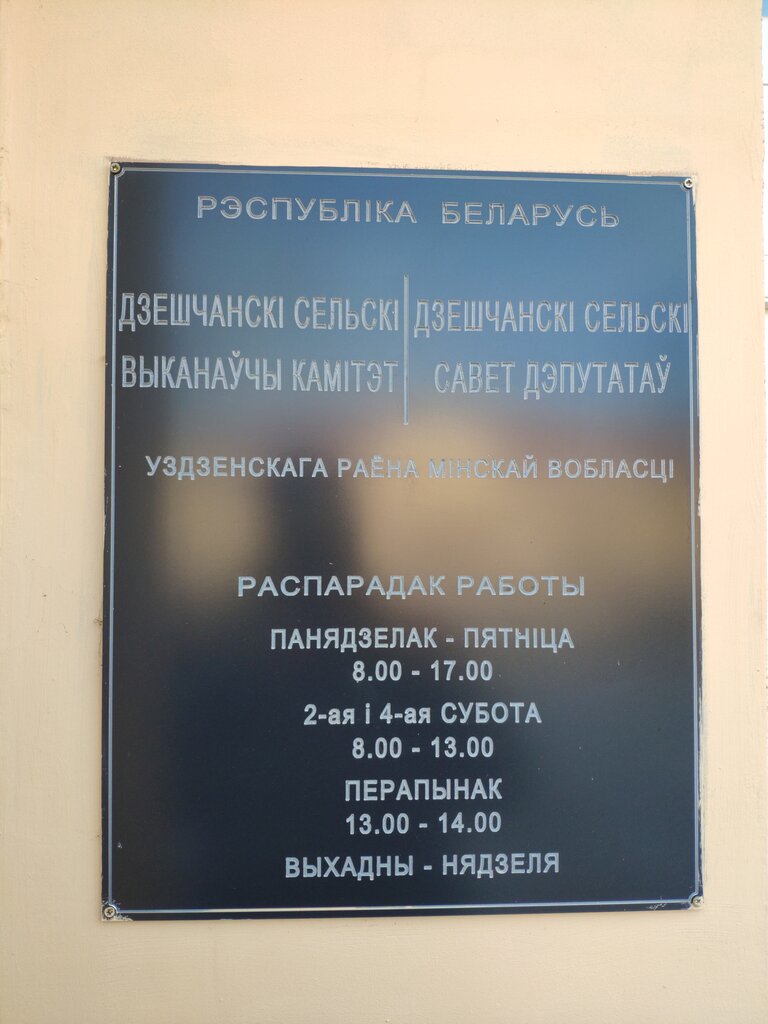 РЭСПУБЛІКА БЕЛАРУСЬ
ДЗЕШЧАНСКІ СЕЛЬСКІ
ВЫКАНАЎЧЫ КАМІТЭТ
ДЗЕШЧАНСКІ СЕЛЬСКІ
САВЕТ ДЭПУТАТАЎ
УЗДЗЕНСКАГА РАЁНА МІНСКАЙ ВОБЛАСЦІ
РАСПАРАДАК РАБОТЫ
ПАНЯДЗЕЛАК - ПЯТНІЦА
8.00 - 17.00
2-ая і 4-ая СУБОТА
8.00 - 13.00
ПЕРАПЫНАК
13.00 - 14.00
ВЫХАДНЫ - НЯДЗЕЛЯ